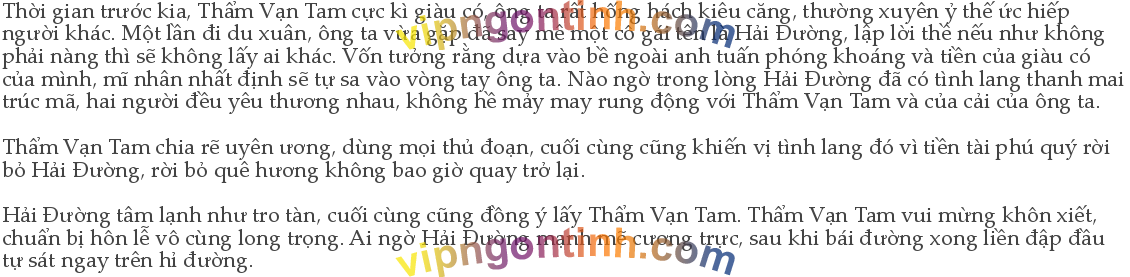 Thời gian trước kia, Thẩm Vạn Tam cực kì giàu có, ông ta rất hống hách kiêu căng, thường xuyên ỷ thế ức hiếp
người khác. Một lần đi du xuân, ông ta vừa gặp đã say mê một cô gái tên là Hải Đường, lập lời thề nếu như không
phải nàng thì sẽ không lấy ai khác. Vốn tưởng rằng dựa vào bề ngoài anh tuấn phóng khoáng và tiền của giàu có
của mình, mĩ nhân nhất định sẽ tự sa vào vòng tay ông ta. Nào ngờ trong lòng Hải Đường đã có tình lang thanh mai
trúc mã, hai người đều yêu thương nhau, không hề mảy may rung động với Thẩm Vạn Tam và của cải của ông ta.
Thẩm Vạn Tam chia rẽ uyên ương, dùng mọi thủ đoạn, cuối cùng cũng khiến vị tình lang đó vì tiền tài phú quý rời
bỏ Hải Đường, rời bỏ quê hương không bao giờ quay trở lại.
Hải Đường tâm lạnh như tro tàn, cuối cùng cũng đồng ý lấy Thẩm Vạn Tam. Thẩm Vạn Tam vui mừng khôn xiết,
chuẩn bị hôn lễ vô cùng long trọng. Ai ngờ Hải Đường mạnh mẽ cương trực, sau khi bái đường xong liền đập đầu
tự sát ngay trên hỉ đường.
vipngontinh.com
vipngontinh.com